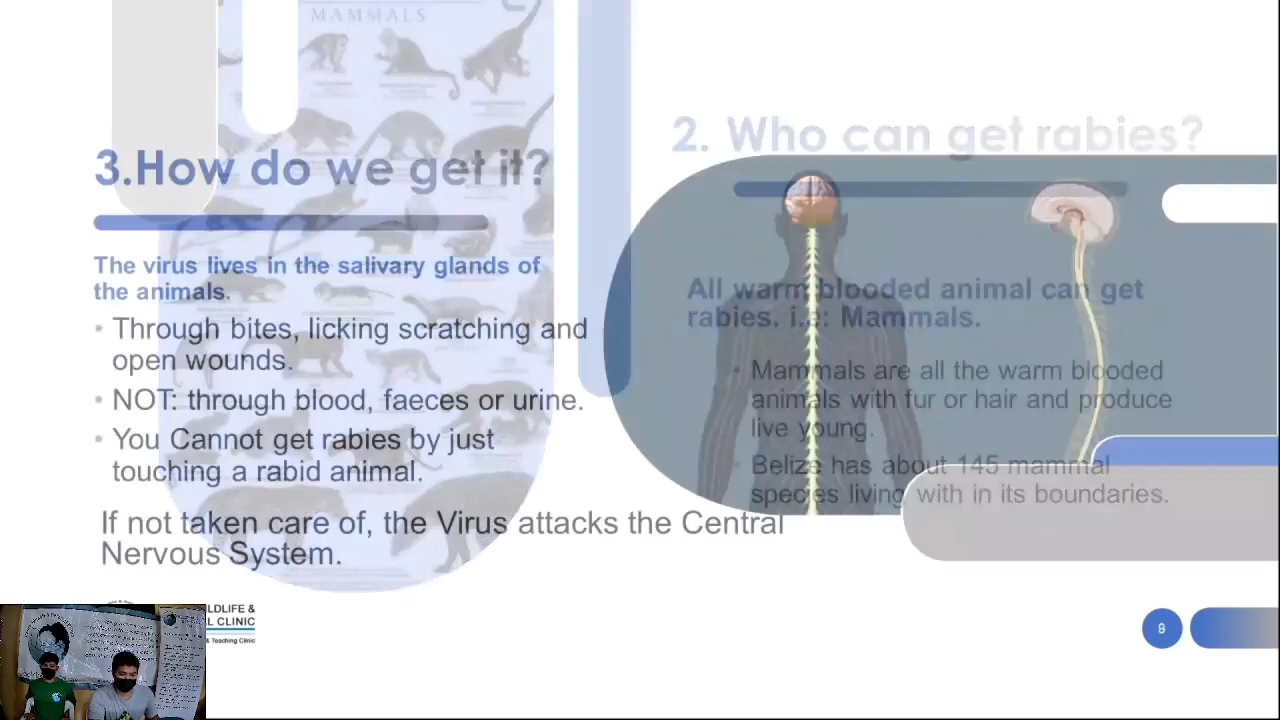 MAMMALS
3.How do we get it?
The virus lives in the salivary glands of
the animals.
• Through bites, licking scratching and
open wounds.
• NOT: through blood, faeces or urine.
• You Cannot get rabies by just
touching a rabid animal.
If not taken care of, the Virus attacks the Central
Nervous System.
2. Who can get rabies?
All warm blooded animal can get
rabies. i.e: Mammals.
• Mammals are all the warm blooded
animals with fur or hair and produce
live young.
• Belize has about 145 mammal
species living with in its boundaries.
LDLIFE &
L CLINIC
& Teaching Clinic